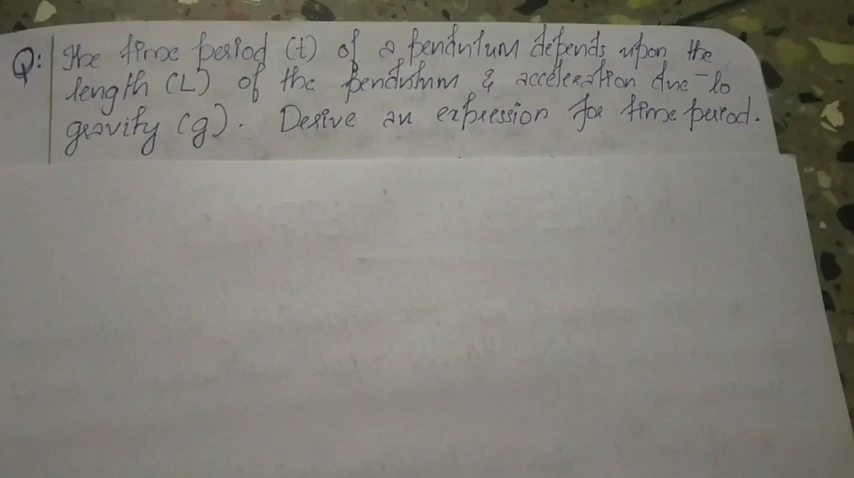 Q: The time period (t) of a pendulum depends upon the
length (L) of the pendulum & acceleration due to
gravity (g). Derive an expression for time period.